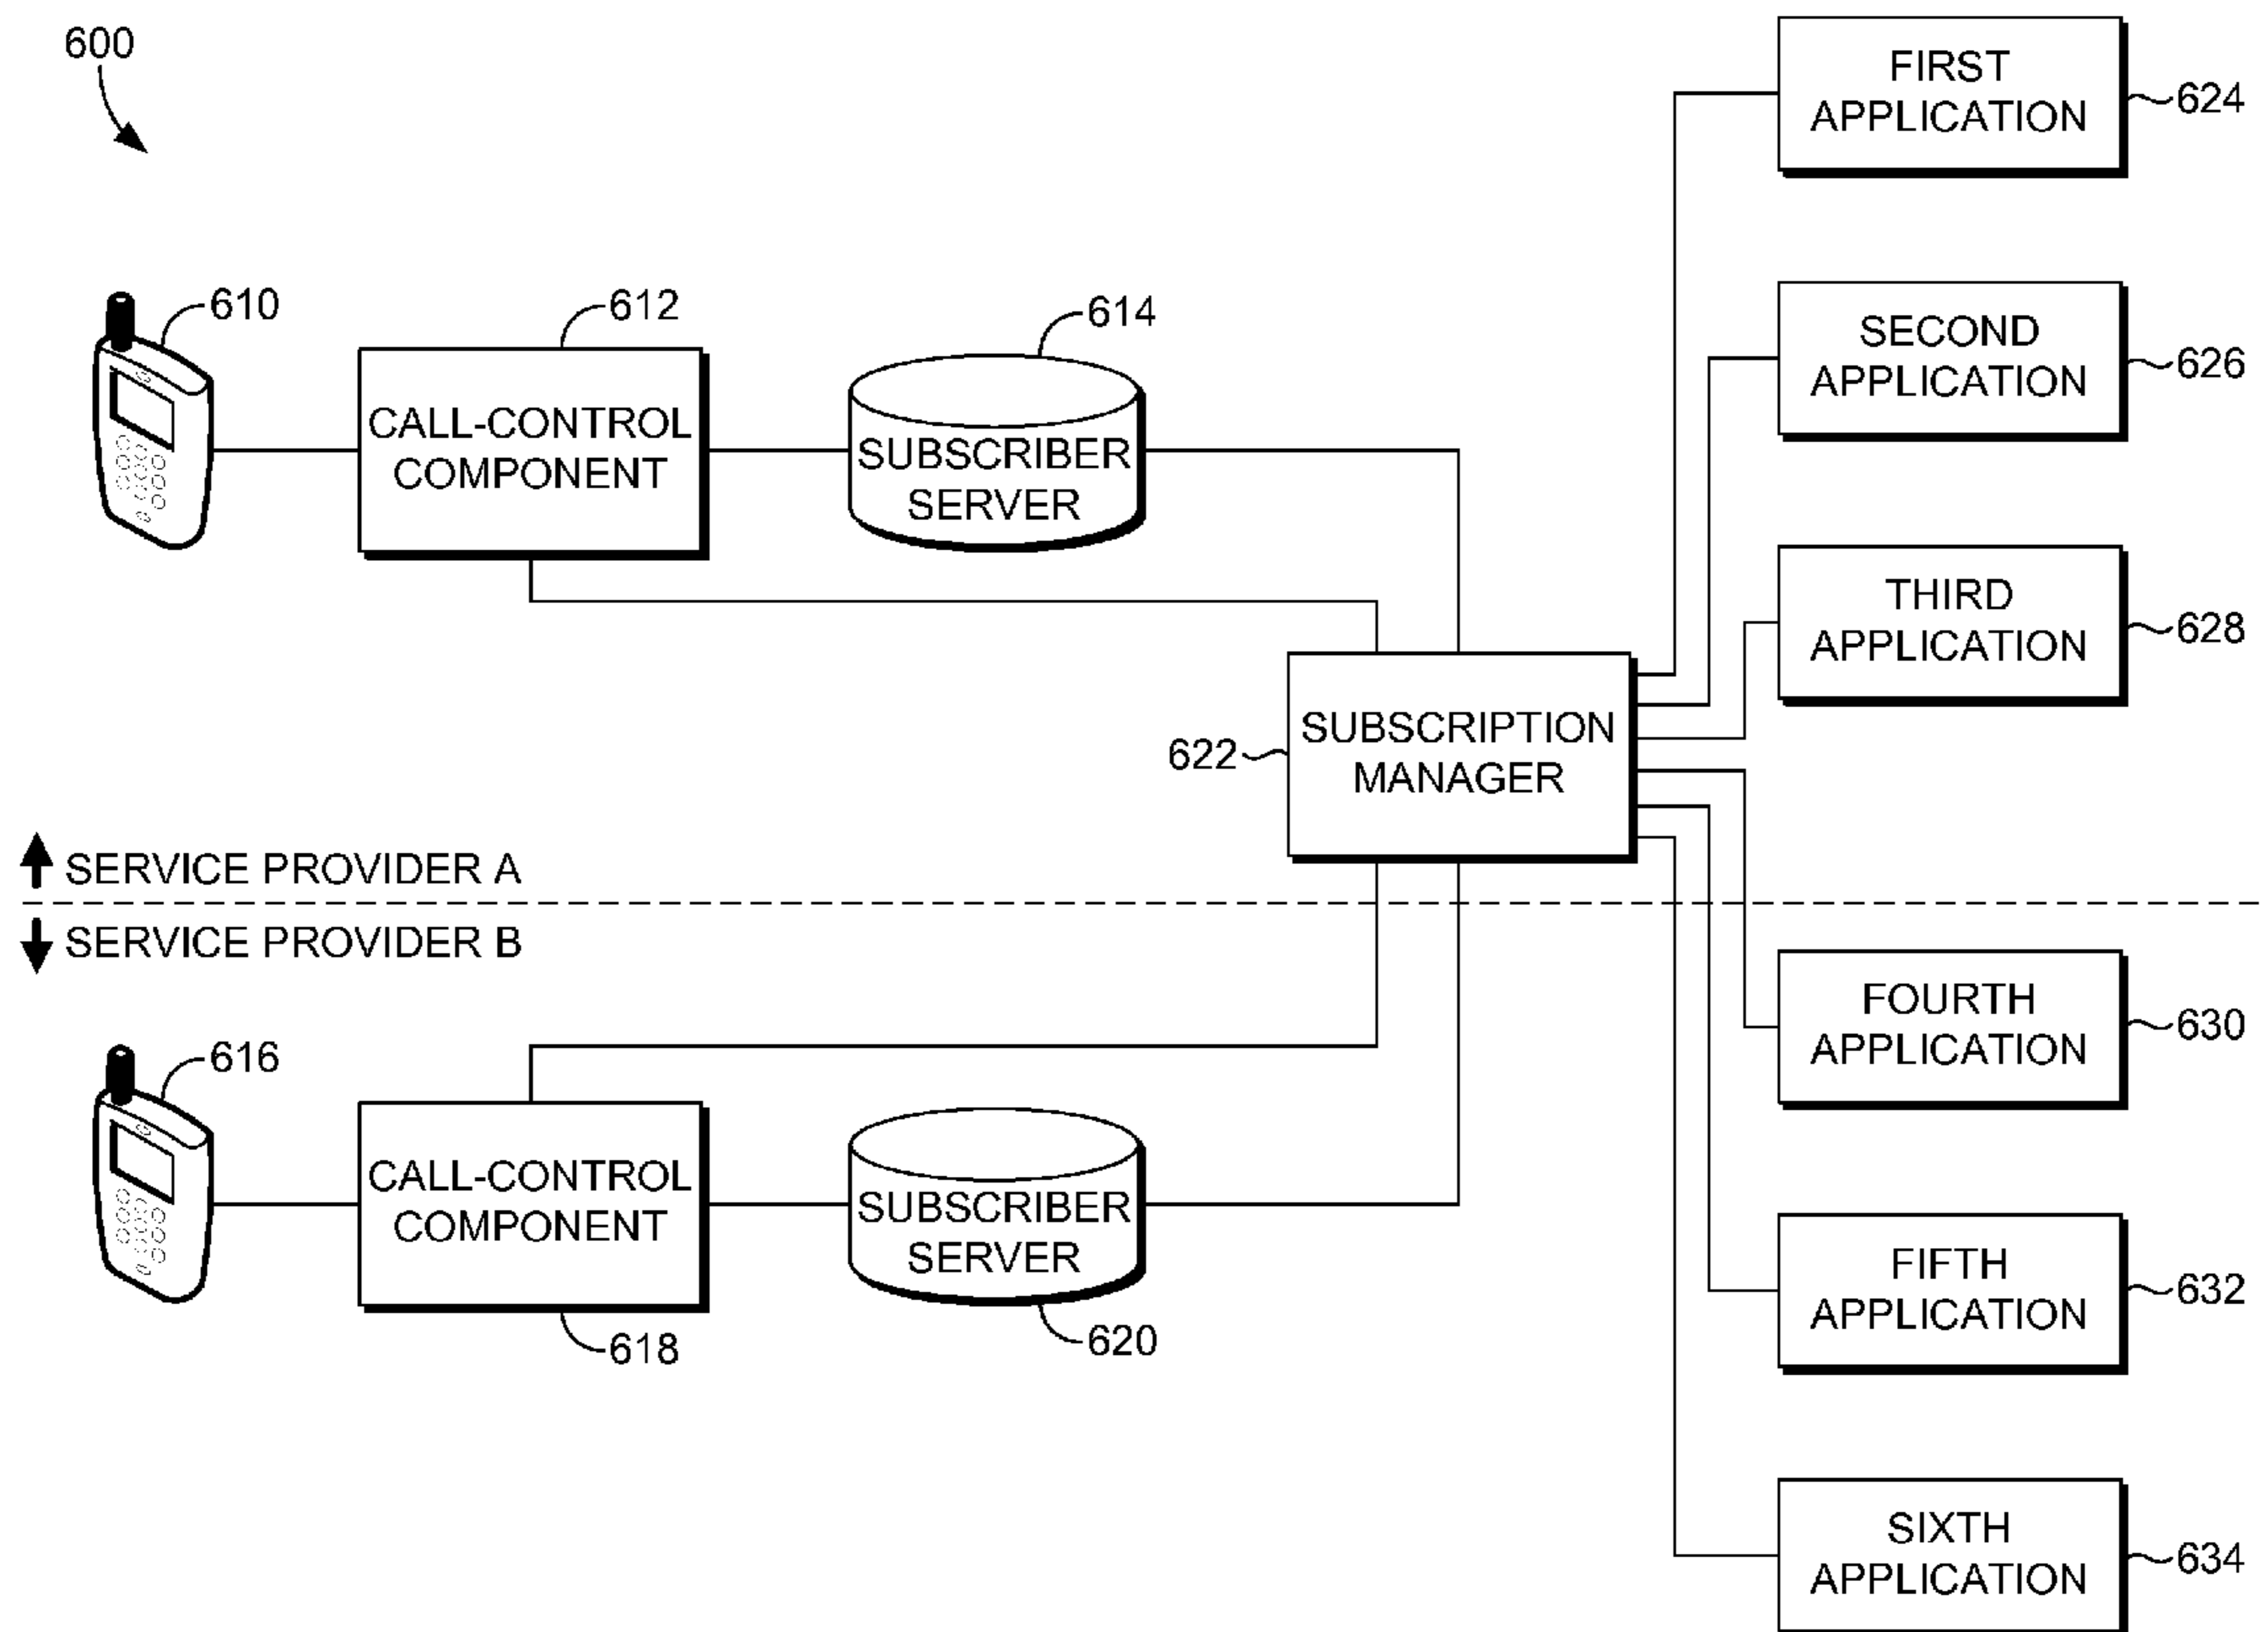 600
FIRST
APPLICATION
624
610
612
614
SECOND
APPLICATION
626
CALL-CONTROL
COMPONENT
SUBSCRIBER
SERVER
THIRD
APPLICATION
628
SUBSCRIPTION
MANAGER
622
SERVICE PROVIDER A
SERVICE PROVIDER B
FOURTH
APPLICATION
630
616
CALL-CONTROL
COMPONENT
SUBSCRIBER
SERVER
618
620
FIFTH
APPLICATION
632
SIXTH
APPLICATION
634